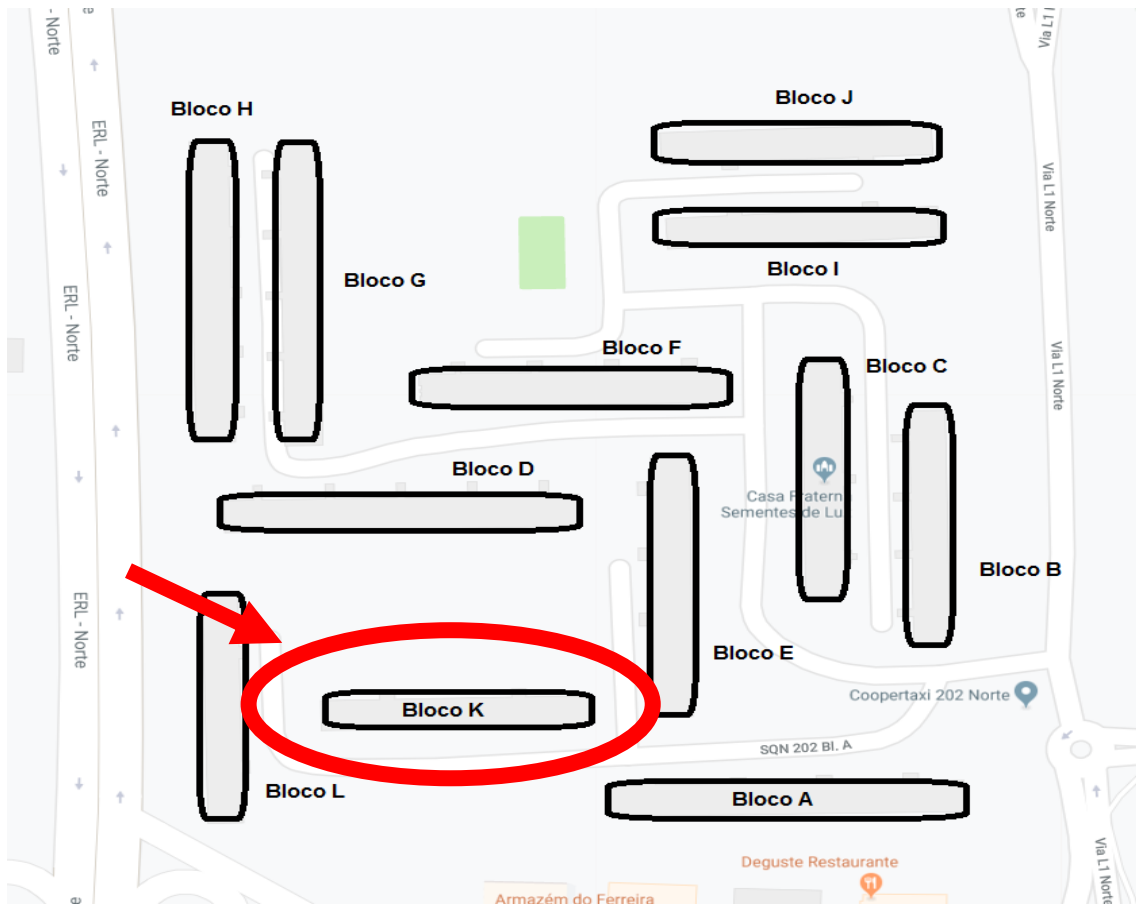 - Norte
Via L1
Bloco J
Bloco H
ERL - Norte
Via L1 Norte
Bloco I
Bloco G
ERL - Norte
Bloco F
Via L1 Norte
Bloco C
Bloco D
Casa Fratern
Sementes de Lu
Bloco B
ERL - Norte
Bloco E
Coopertaxi 202 Norte
Bloco K
SQN 202 Bl. A
Bloco L
Bloco A
Via L1 Norte
Deguste Restaurante
Armazém do Ferreira